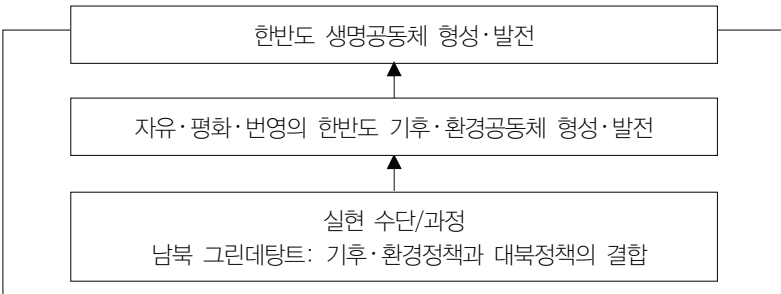 한반도 생명공동체 형성·발전
자유·평화·번영의 한반도 기후·환경공동체 형성·발전
실현 수단/과정
남북 그린데탕트: 기후·환경정책과 대북정책의 결합